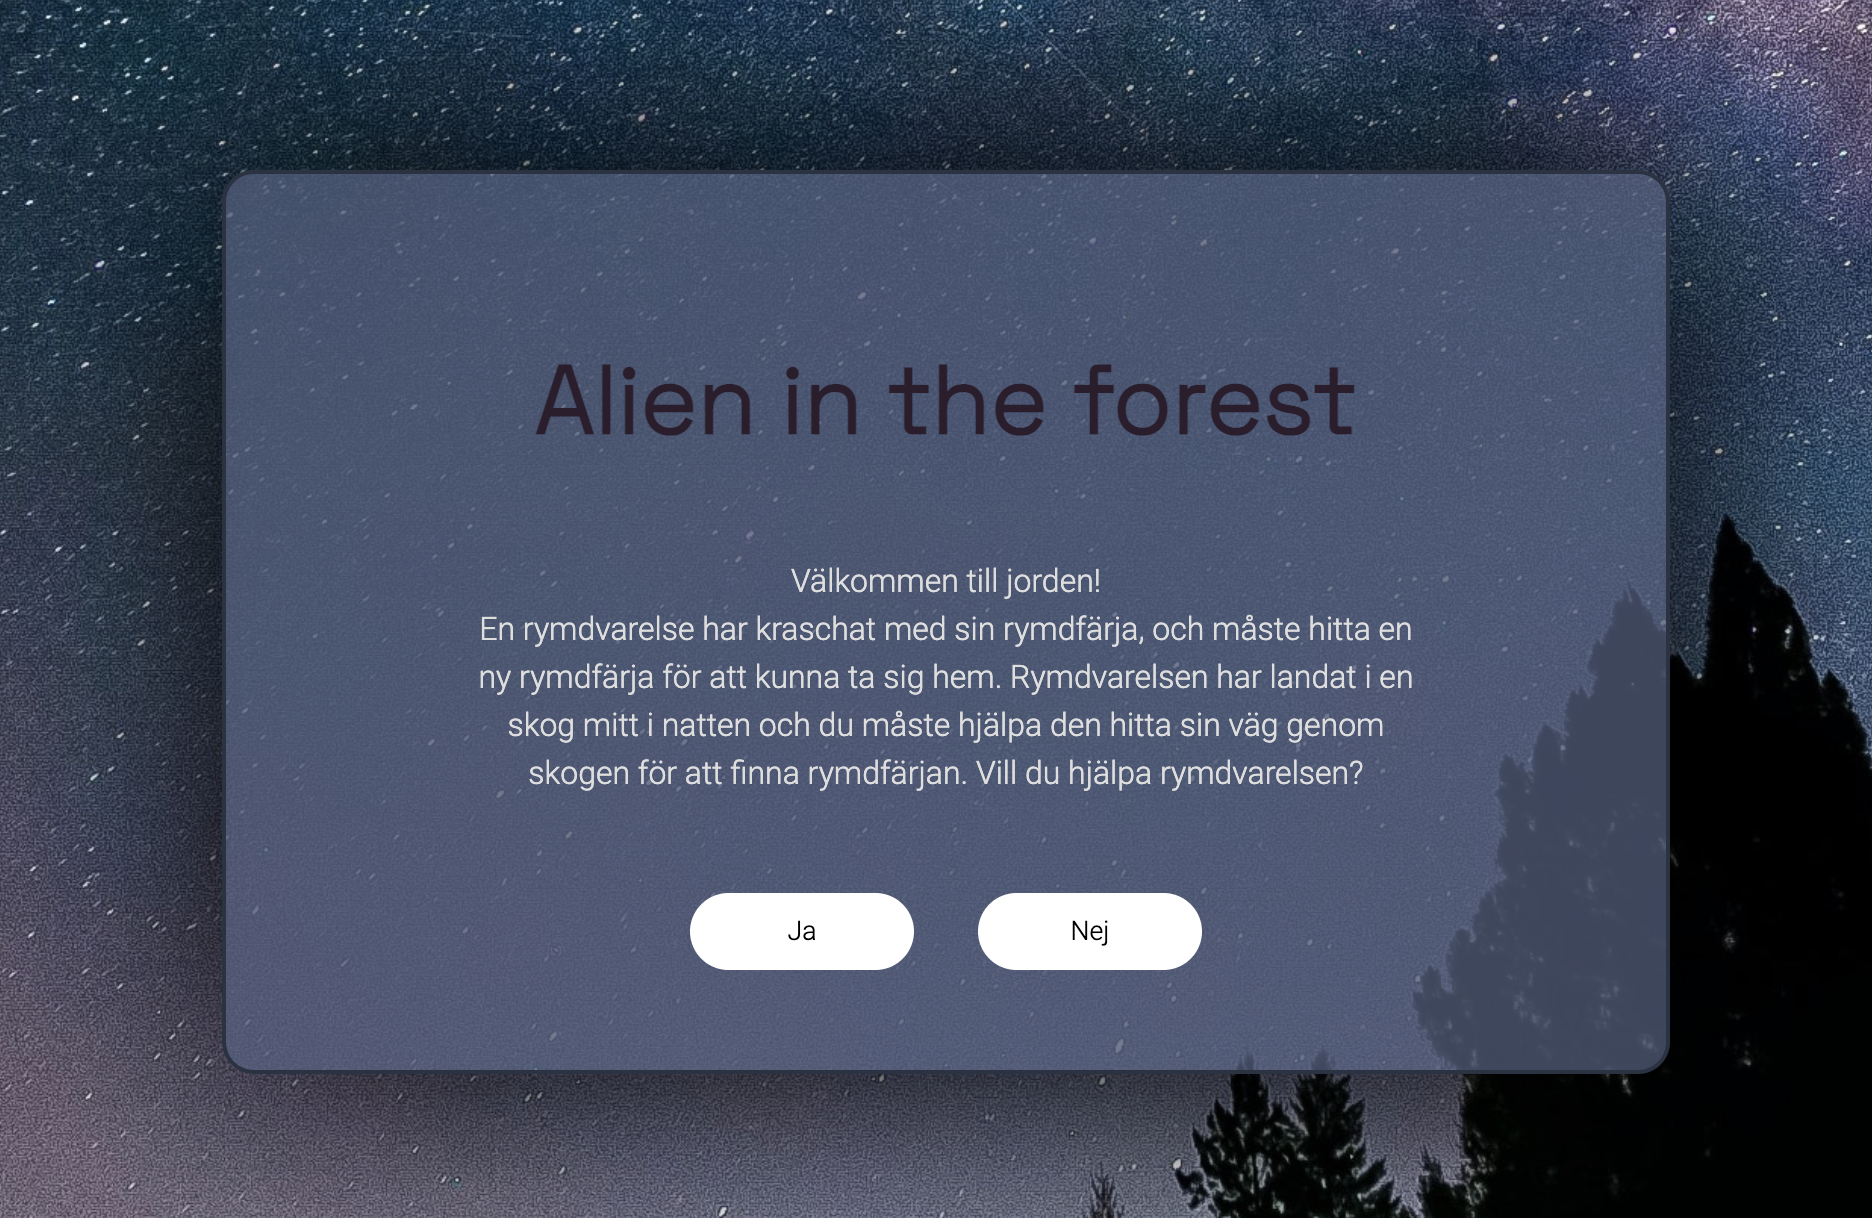 Alien in the forest
Välkommen till jorden!
En rymdvarelse har kraschat med sin rymdfärja, och måste hitta en
ny rymdfärja för att kunna ta sig hem. Rymdvarelsen har landat i en
skog mitt i natten och du måste hjälpa den hitta sin väg genom
skogen för att finna rymdfärjan. Vill du hjälpa rymdvarelsen?
Ja
Nej